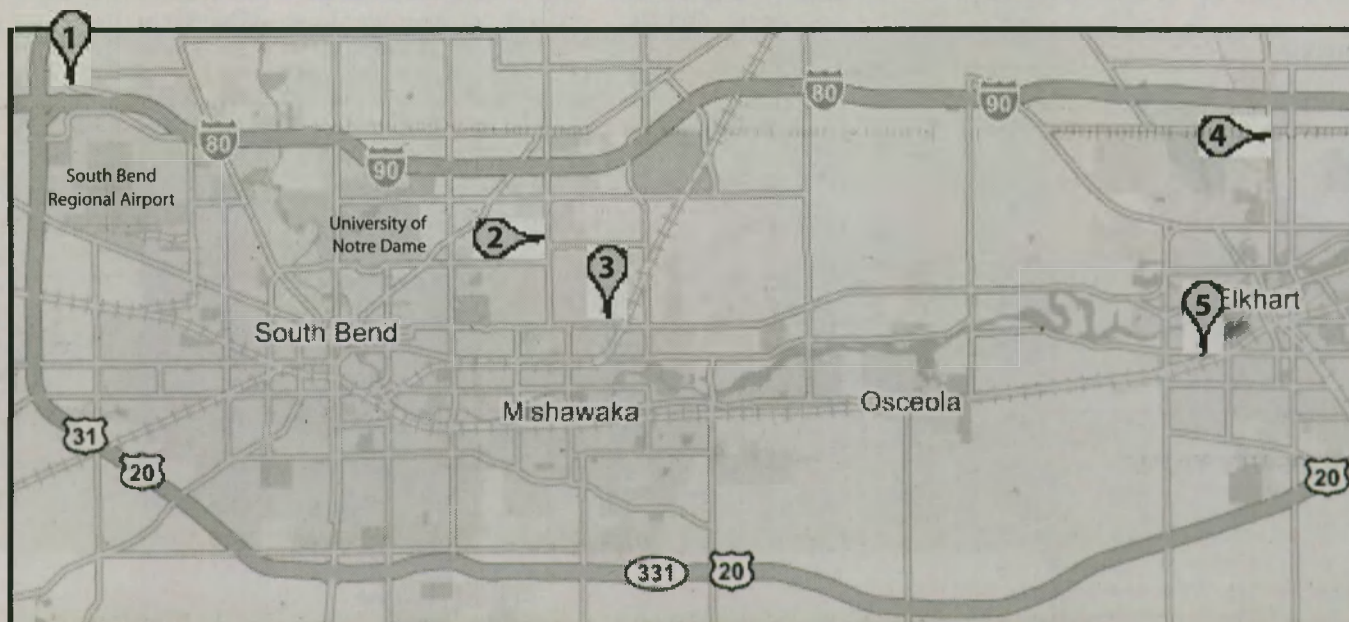 1
80
90
80
90
4
South Bend
Regional Airport
University of
Notre Dame
2
3
5
Elkhart
South Bend
Mishawaka
Osceola
31
20
20
331
20